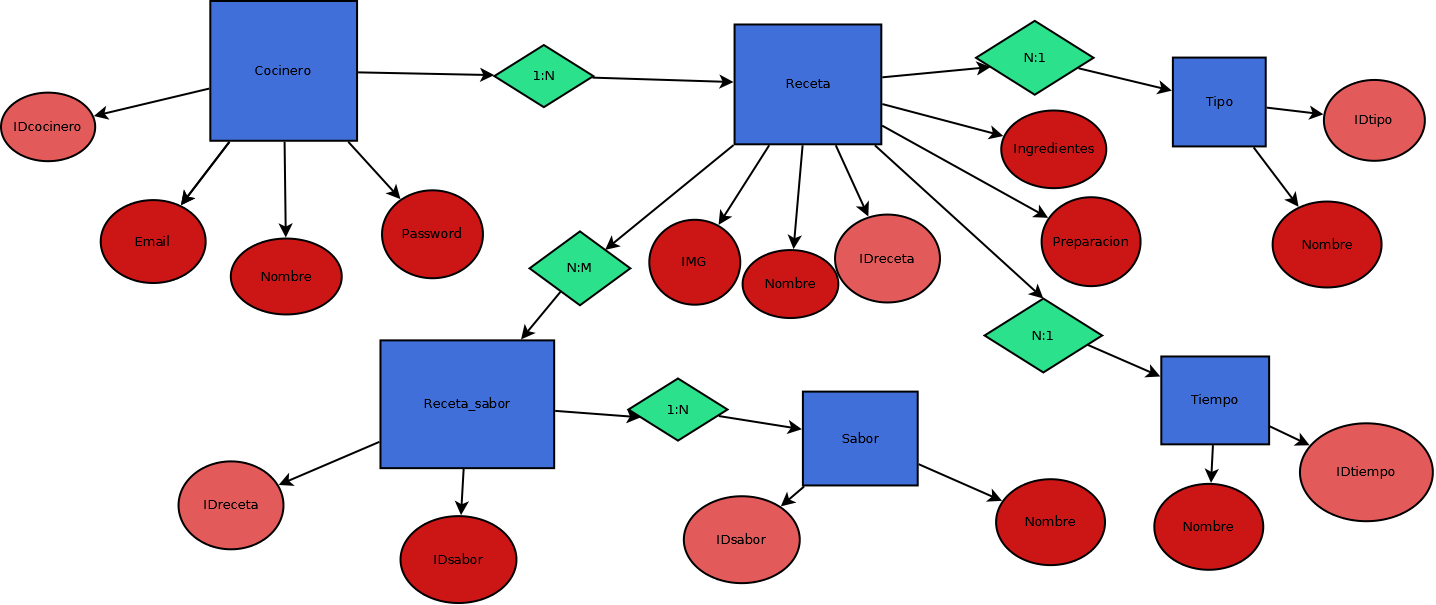 Cocinero
1:N
Receta
N:1
Tipo
IDtipo
IDcocinero
Ingredientes
Email
Nombre
Password
N:M
IMG
Nombre
IDreceta
Preparacion
Nombre
N:1
Receta_sabor
1:N
Sabor
Tiempo
IDtiempo
IDreceta
IDsabor
IDsabor
Nombre
Nombre